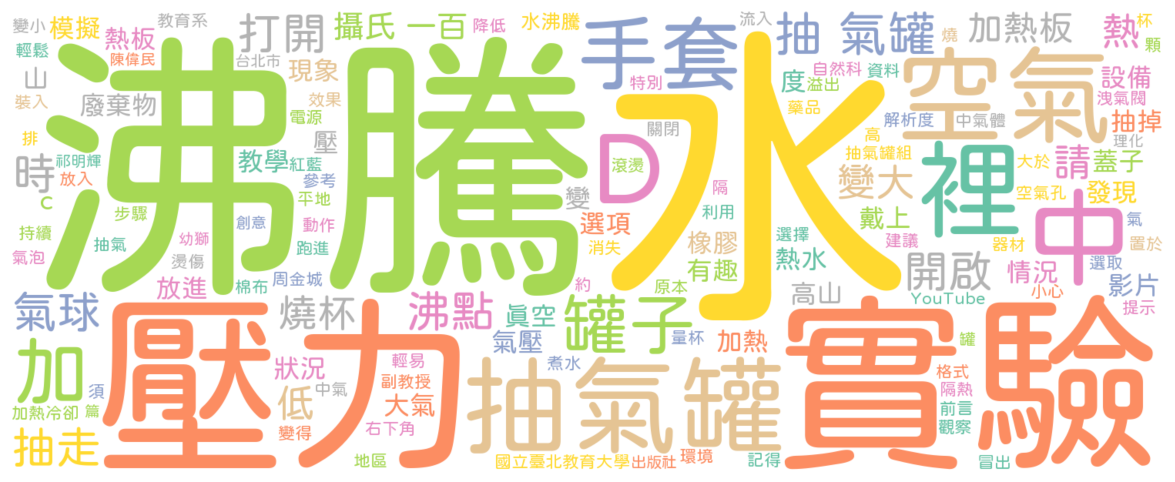 變小 模擬 教育系 打開 攝氏 一百 降低 水沸騰 手套 流入 抽 氣罐 燒 加熱板 熱 杯 顆
輕鬆 熱板 陳偉民 台北市 現象 沸騰 水 特別 度 自然科 資料 溢出 空氣 設備
山 裝入 廢棄物 效果 電源 壓 關閉 藥品 解析度 中氣體 洩氣閥 抽掉
排 時 祁明輝 放入 教學 紅藍 參考 D 滾燙 高 抽氣罐組 裡 大於 請 蓋子 理化
C 步驟 平地 變 選項 隔 利用 變大 戴上 空氣孔 發現 中 氣
持續 氣泡 抽氣 幼獅 創意 動作 跑進 消失 橡膠 選擇 建議 器材 置於
燙傷 放進 棉布 周金城 約 有趣 原本 熱水 開啟 情況 選取 影片
氣球 燒杯 沸點 真空 罐子 高山 YouTube 小心 提示
加 壓力 狀況 氣壓 煮水 量杯 加熱 實驗 罐
須 中氣 輕易 副教授 抽氣罐 格式 隔熱
加熱冷卻 篇 低 大氣 前言
抽走 變得 右下角 觀察
地區 國立臺北教育大學 出版社 環境 記得 冒出